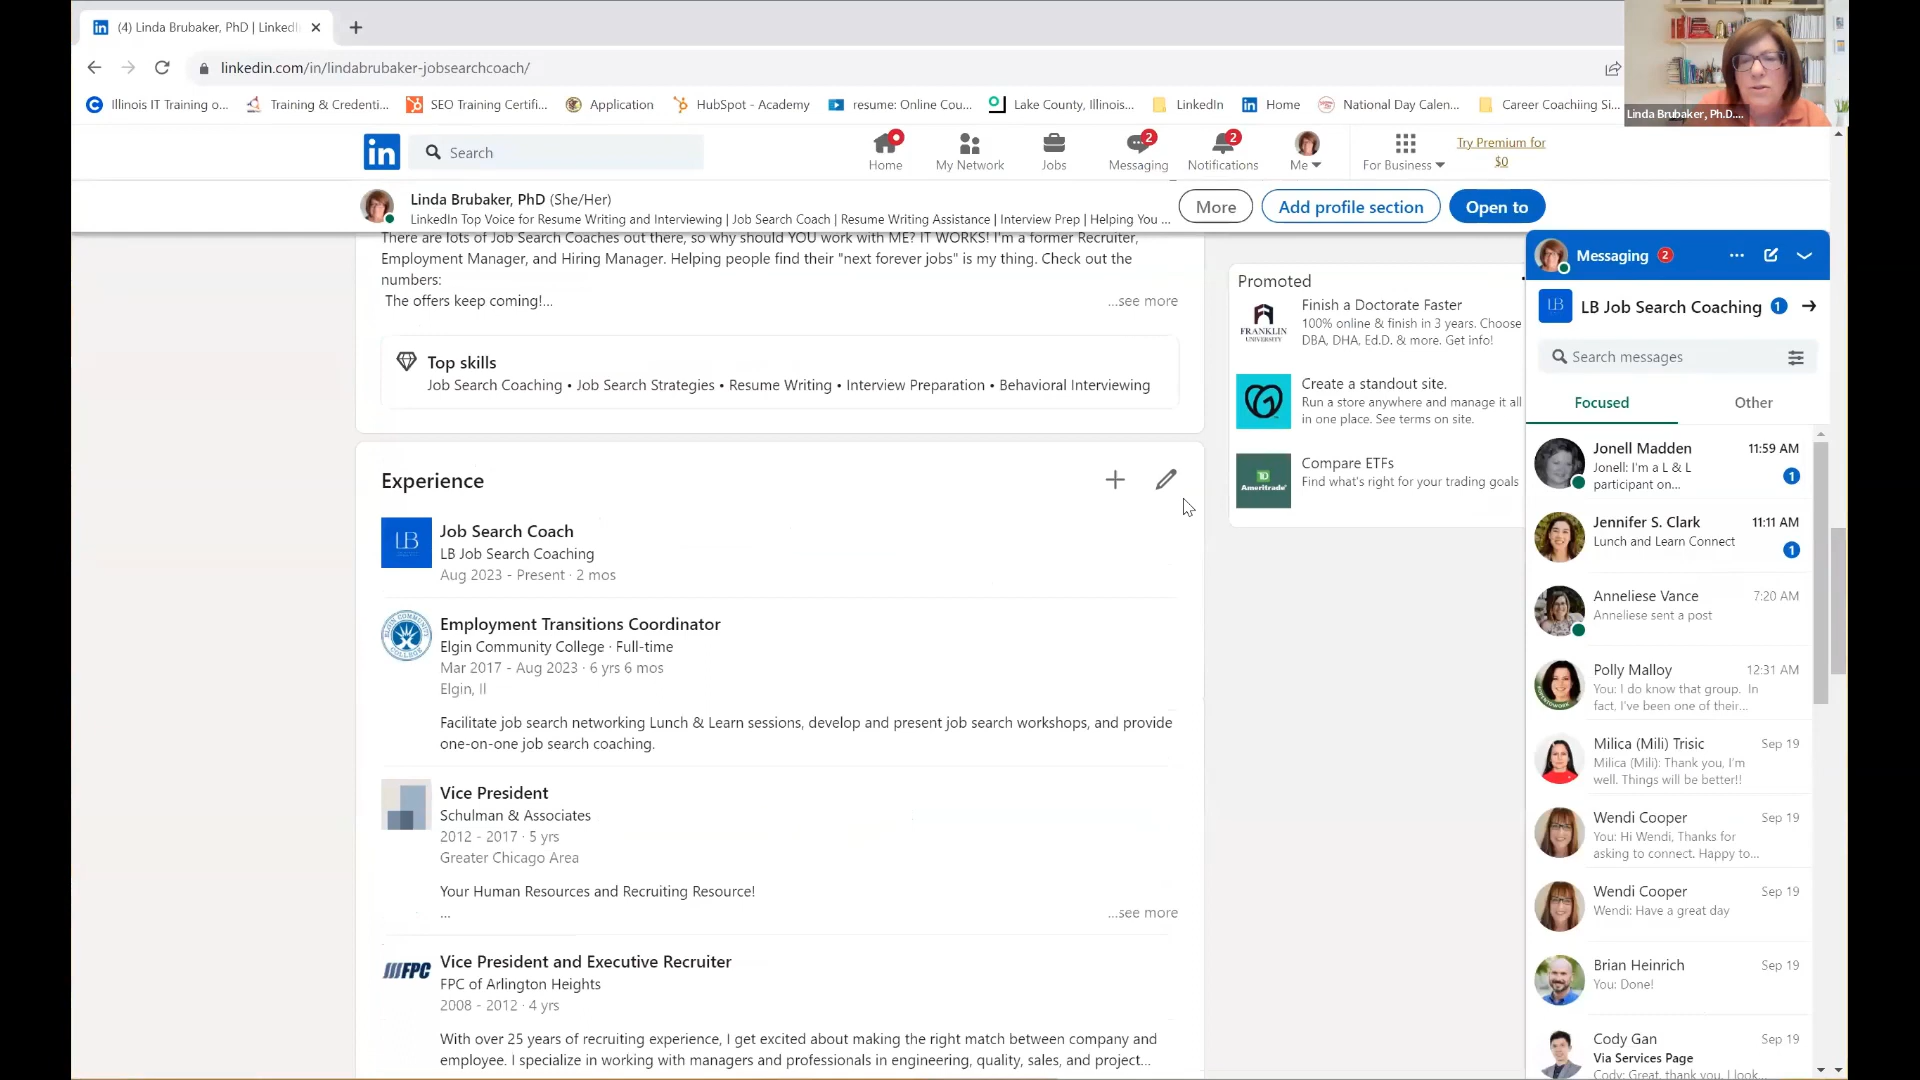 (4) Linda Brubaker, PhD | LinkedI
linkedin.com/in/lindabrubaker-jobsearchcoach/
Illinois IT Training o...
Training & Credenti...
SEO Training Certifi...
Application
HubSpot - Academy
resume: Online Cou...
Lake County, Illinois...
LinkedIn
Home
National Day Calen...
Career Coachiing Si...
Linda Brubaker, Ph.D....
in
Search
Home
My Network
Jobs
2
Messaging
2
Notifications
Me
For Business
Try Premium for
$0
Linda Brubaker, PhD (She/Her)
LinkedIn Top Voice for Resume Writing and Interviewing | Job Search Coach | Resume Writing Assistance | Interview Prep | Helping You ...
More
Add profile section
Open to
There are lots of Job Search Coaches out there, so why should YOU work with ME? IT WORKS! I'm a former Recruiter,
Employment Manager, and Hiring Manager. Helping people find their "next forever jobs" is my thing. Check out the
numbers:
The offers keep coming!...
...see more
Top skills
Job Search Coaching • Job Search Strategies • Resume Writing • Interview Preparation • Behavioral Interviewing
Experience
LB
Job Search Coach
LB Job Search Coaching
Aug 2023 - Present · 2 mos
Employment Transitions Coordinator
Elgin Community College · Full-time
Mar 2017 - Aug 2023 · 6 yrs 6 mos
Elgin, Il
Facilitate job search networking Lunch & Learn sessions, develop and present job search workshops, and provide
one-on-one job search coaching.
Vice President
Schulman & Associates
2012 - 2017 · 5 yrs
Greater Chicago Area
Your Human Resources and Recruiting Resource!
...
...see more
FPC
Vice President and Executive Recruiter
FPC of Arlington Heights
2008 - 2012 · 4 yrs
With over 25 years of recruiting experience, I get excited about making the right match between company and
employee. I specialize in working with managers and professionals in engineering, quality, sales, and project...
Promoted
FRANKLIN
UNIVERSITY
Finish a Doctorate Faster
100% online & finish in 3 years. Choose
DBA, DHA, Ed.D. & more. Get info!
Create a standout site.
Run a store anywhere and manage it all
in one place. See terms on site.
Ameritrade
Compare ETFs
Find what's right for your trading goals
Messaging
2
LB
LB Job Search Coaching
1
Search messages
Focused
Other
Jonell Madden
11:59 AM
Jonell: I'm a L & L
participant on...
1
Jennifer S. Clark
11:11 AM
Lunch and Learn Connect
1
Anneliese Vance
7:20 AM
Anneliese sent a post
Polly Malloy
12:31 AM
You: I do know that group. In
fact, I've been one of their...
Milica (Mili) Trisic
Sep 19
Milica (Mili): Thank you, I'm
well. Things will be better!!
Wendi Cooper
Sep 19
You: Hi Wendi, Thanks for
asking to connect. Happy to...
Wendi Cooper
Sep 19
Wendi: Have a great day
Brian Heinrich
Sep 19
You: Done!
Cody Gan
Sep 19
Via Services Page
Cody: Great, thank you, I look...